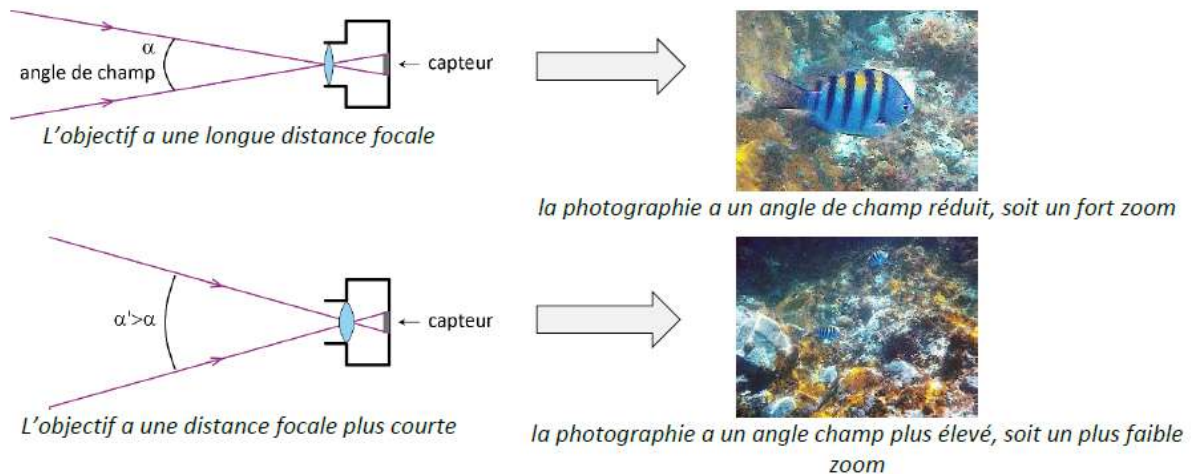 α
angle de champ
capteur
L'objectif a une longue distance focale
la photographie a un angle de champ réduit, soit un fort zoom
α'>α
capteur
L'objectif a une distance focale plus courte
la photographie a un angle champ plus élevé, soit un plus faible
zoom